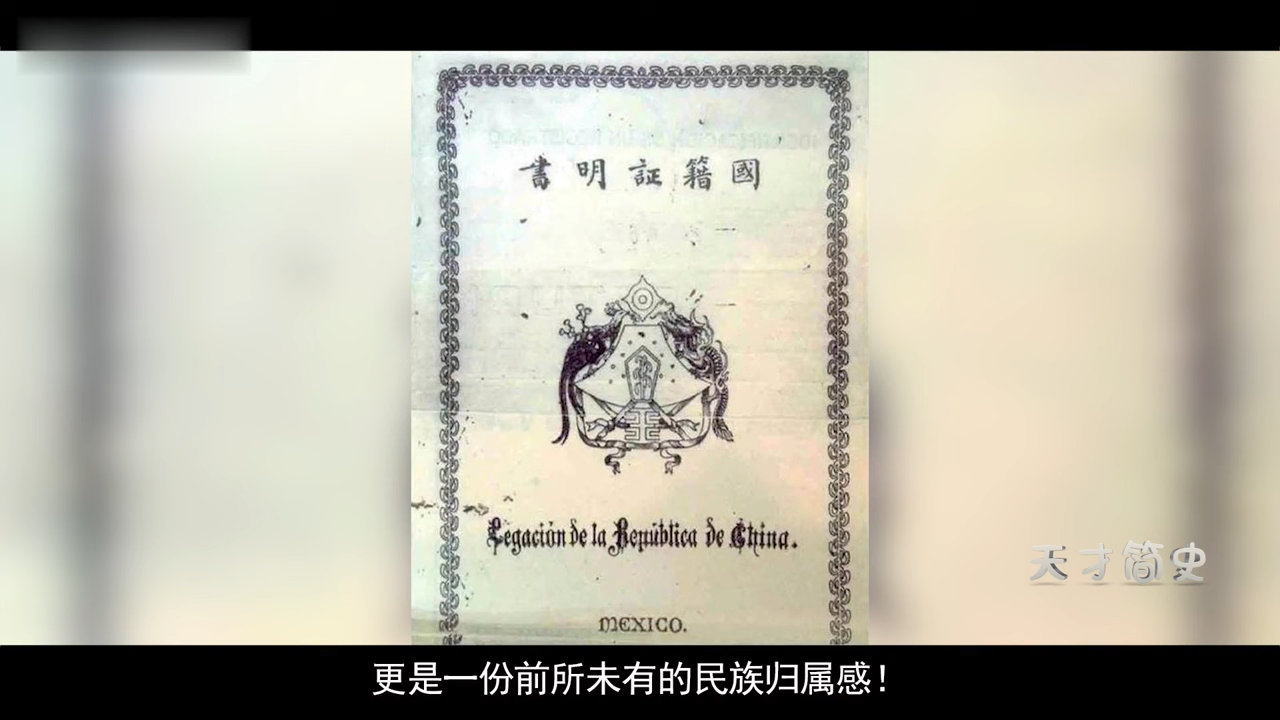 國籍証明書
Legación de la República de China.
MEXICO.
天才简史
更是一份前所未有的民族归属感！